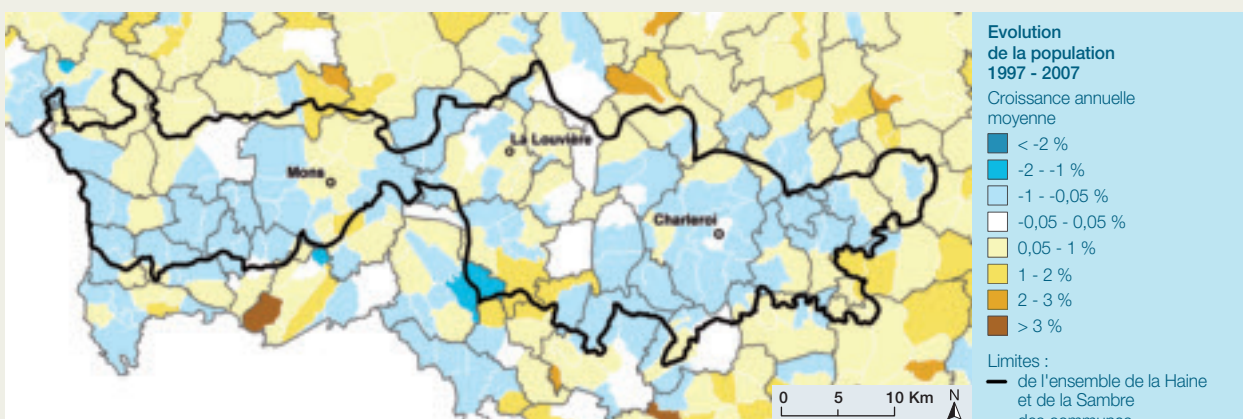 La Louvière
Mons
Charleroi
0 5 10 Km
N
Evolution
de la population
1997 - 2007
Croissance annuelle
moyenne
< -2 %
-2 - -1 %
-1 - -0,05 %
-0,05 - 0,05 %
0,05 - 1 %
1 - 2 %
2 - 3 %
> 3 %
Limites :
de l'ensemble de la Haine
et de la Sambre
des communes